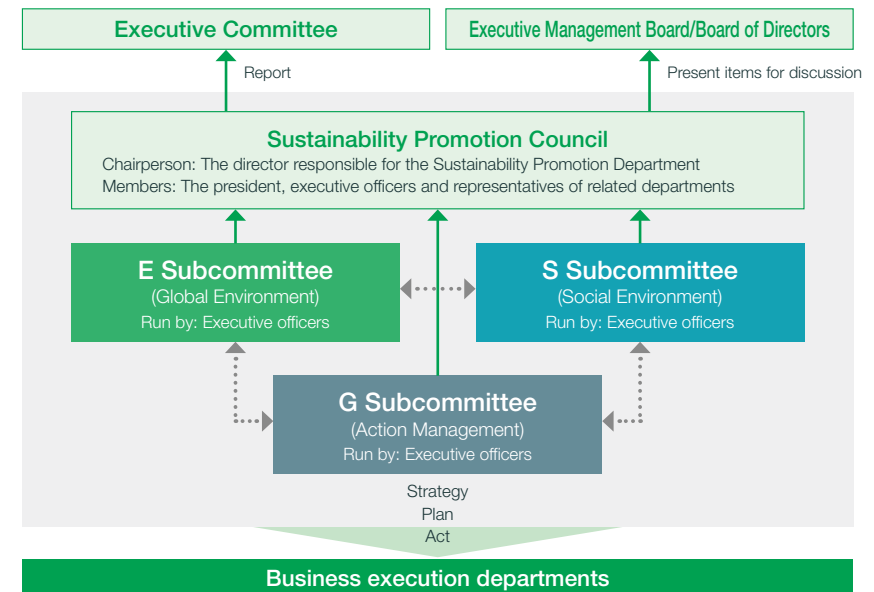 Executive Committee
Executive Management Board/Board of Directors
Report
Present items for discussion
Sustainability Promotion Council
Chairperson: The director responsible for the Sustainability Promotion Department
Members: The president, executive officers and representatives of related departments
E Subcommittee
(Global Environment)
Run by: Executive officers
S Subcommittee
(Social Environment)
Run by: Executive officers
G Subcommittee
(Action Management)
Run by: Executive officers
Strategy
Plan
Act
Business execution departments